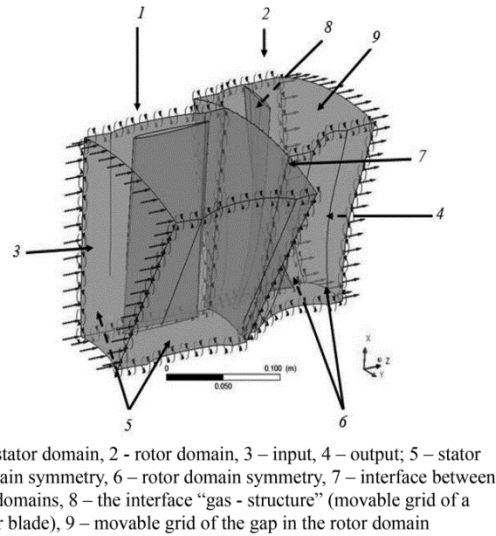 1
2
8
9
7
4
3
0
0.100 (m)
0.050
X
Z
Y
5
6
stator domain, 2 - rotor domain, 3 – input, 4 – output; 5 – stator
symmetry, 6 – rotor domain symmetry, 7 – interface between
domains, 8 – the interface “gas - structure” (movable grid of a
blade), 9 – movable grid of the gap in the rotor domain